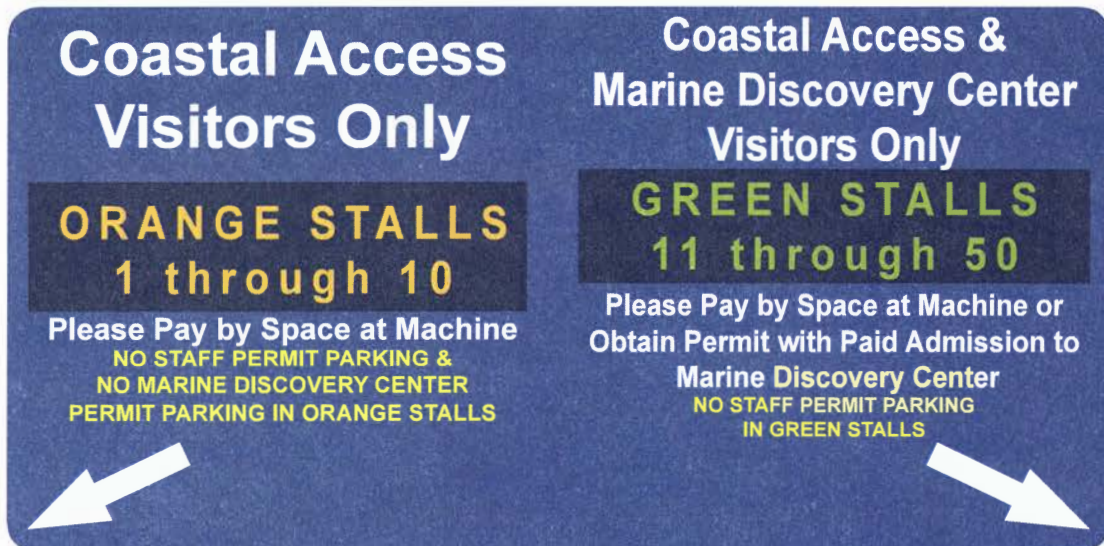 Coastal Access
Visitors Only
ORANGE STALLS
1 through 10
Please Pay by Space at Machine
NO STAFF PERMIT PARKING &
NO MARINE DISCOVERY CENTER
PERMIT PARKING IN ORANGE STALLS
Coastal Access &
Marine Discovery Center
Visitors Only
GREEN STALLS
11 through 50
Please Pay by Space at Machine or
Obtain Permit with Paid Admission to
Marine Discovery Center
NO STAFF PERMIT PARKING
IN GREEN STALLS